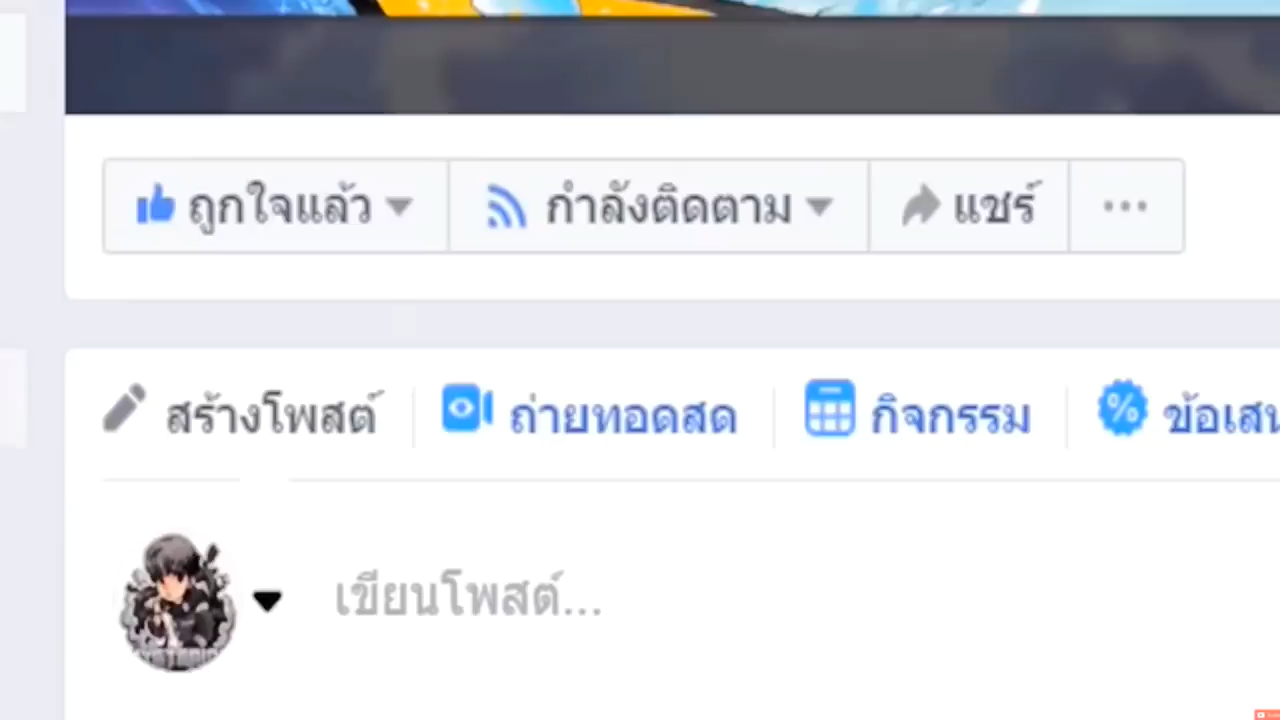 ถูกใจแล้ว กำลังติดตาม แชร์
สร้างโพสต์ ถ่ายทอดสด กิจกรรม
เขียนโพสต์...